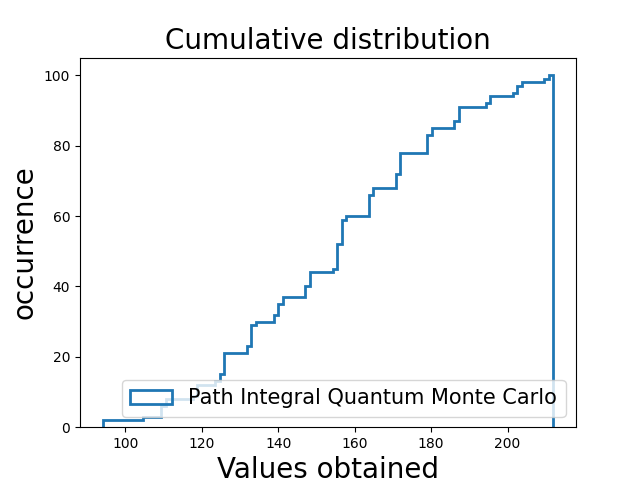 Cumulative distribution
occurrence
100
80
60
40
20
0
Path Integral Quantum Monte Carlo
100 120 140 160 180 200
Values obtained